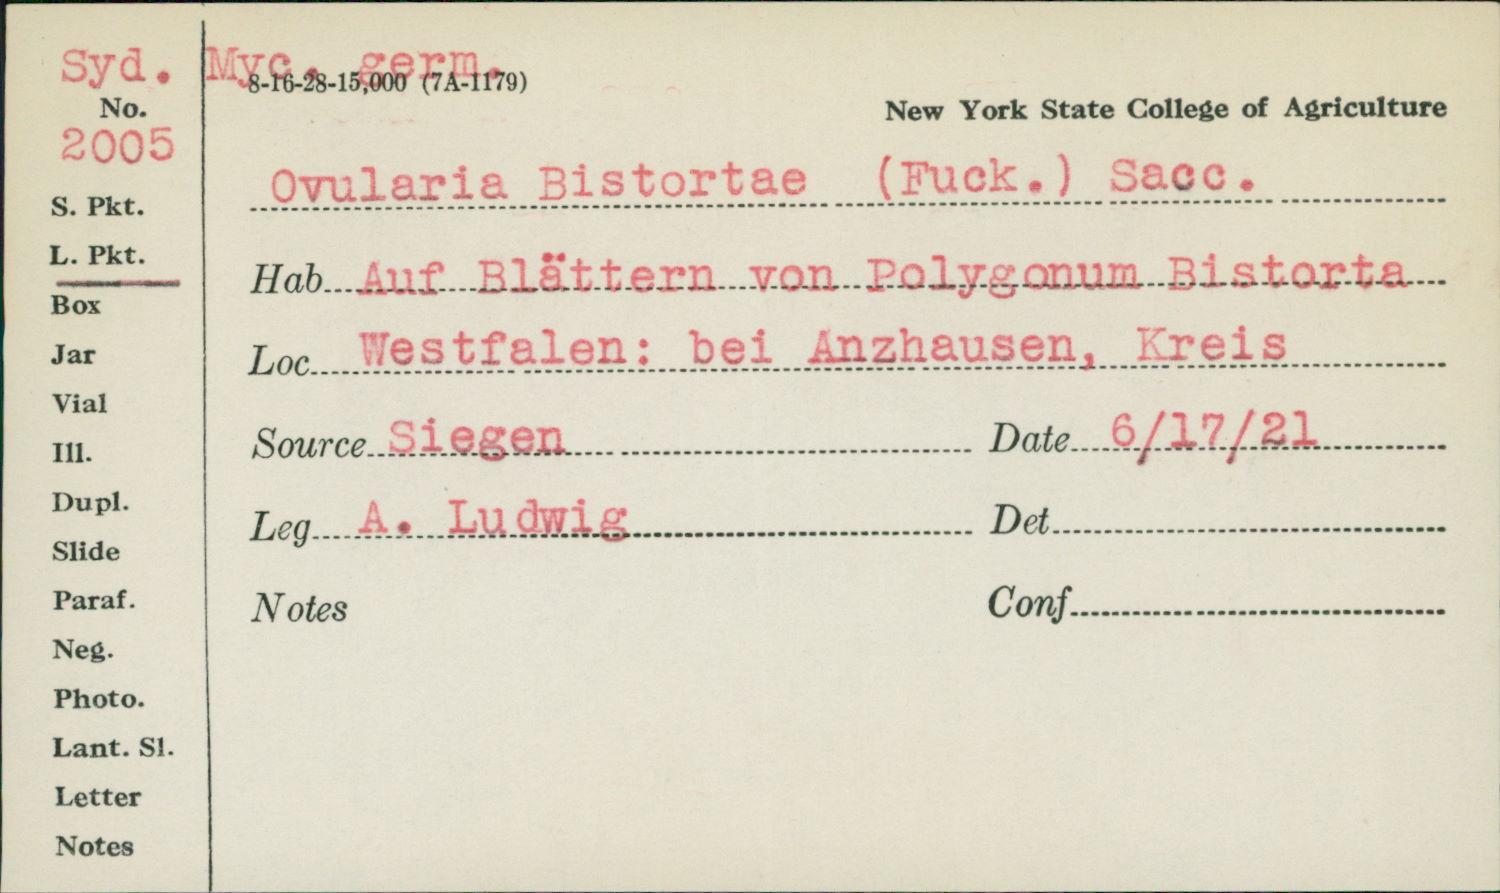 Syd. Myc. germ.
8-16-28-15,000 (7A-1179)
No.
New York State College of Agriculture
2005
Ovularia Bistortae (Fuck.) Sacc.
S. Pkt.
L. Pkt.
Hab. Auf Blättern von Polygonum Bistorta
Box
Jar
Loc. Westfalen: bei Anzhausen, Kreis
Vial
Source Siegen Date 6/17/21
Ill.
Dupl.
Leg. A. Ludwig Det.
Slide
Paraf.
Notes Conf.
Neg.
Photo.
Lant. Sl.
Letter
Notes